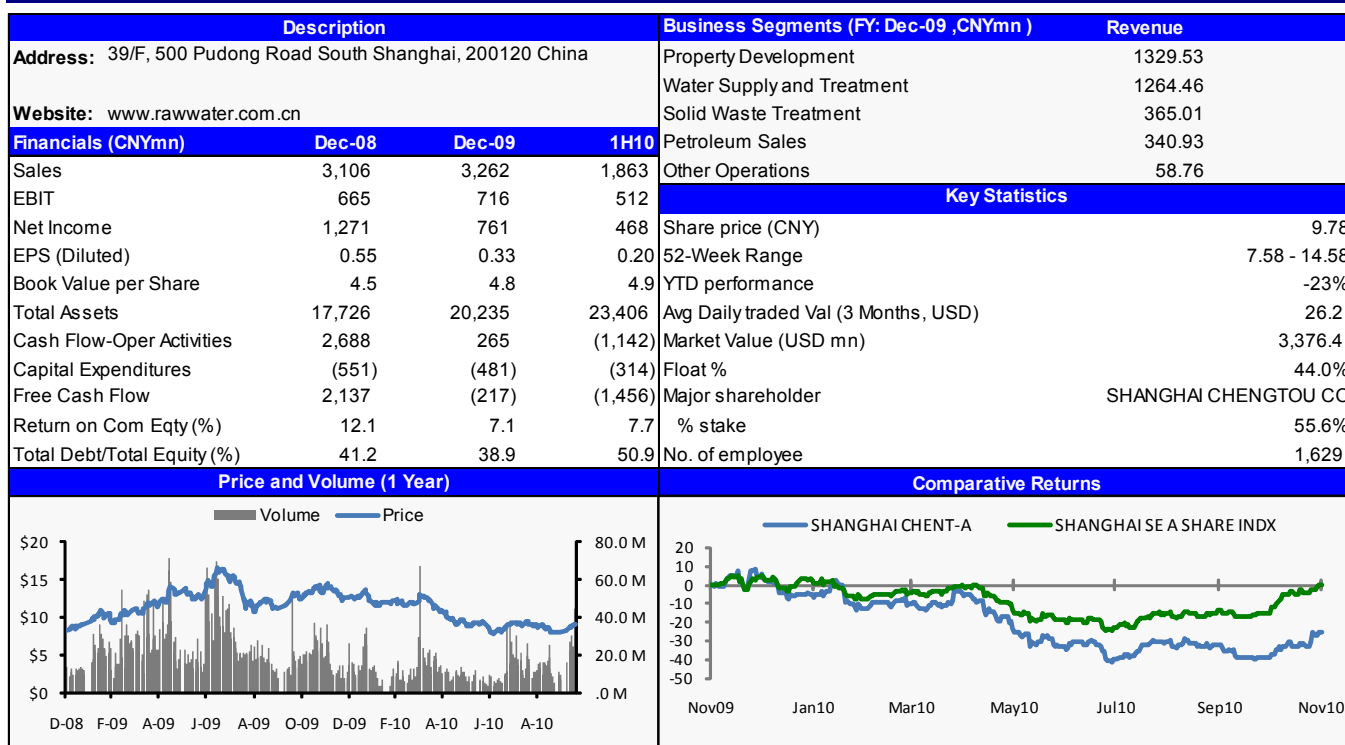 Description
Address: 39/F, 500 Pudong Road South Shanghai, 200120 China
Website: www.rawwater.com.cn
Financials (CNYmn) Dec-08 Dec-09 1H10
Sales 3,106 3,262 1,863
EBIT 665 716 512
Net Income 1,271 761 468
EPS (Diluted) 0.55 0.33 0.20
Book Value per Share 4.5 4.8 4.9
Total Assets 17,726 20,235 23,406
Cash Flow-Oper Activities 2,688 265 (1,142)
Capital Expenditures (551) (481) (314)
Free Cash Flow 2,137 (217) (1,456)
Return on Com Eqty (%) 12.1 7.1 7.7
Total Debt/Total Equity (%) 41.2 38.9 50.9
Business Segments (FY: Dec-09 ,CNYmn ) Revenue
Property Development 1329.53
Water Supply and Treatment 1264.46
Solid Waste Treatment 365.01
Petroleum Sales 340.93
Other Operations 58.76
Key Statistics
Share price (CNY) 9.78
52-Week Range 7.58 - 14.58
YTD performance -23%
Avg Daily traded Val (3 Months, USD) 26.2
Market Value (USD mn) 3,376.4
Float % 44.0%
Major shareholder SHANGHAI CHENGTOU CO
% stake 55.6%
No. of employee 1,629
Price and Volume (1 Year)
Volume Price
$20 80.0 M
$15 60.0 M
$10 40.0 M
$5 20.0 M
$0 .0 M
D-08 F-09 A-09 J-09 A-09 O-09 D-09 F-10 A-10 J-10 A-10
Comparative Returns
SHANGHAI CHENT-A SHANGHAI SE A SHARE INDX
20
10
0
-10
-20
-30
-40
-50
Nov09 Jan10 Mar10 May10 Jul10 Sep10 Nov10